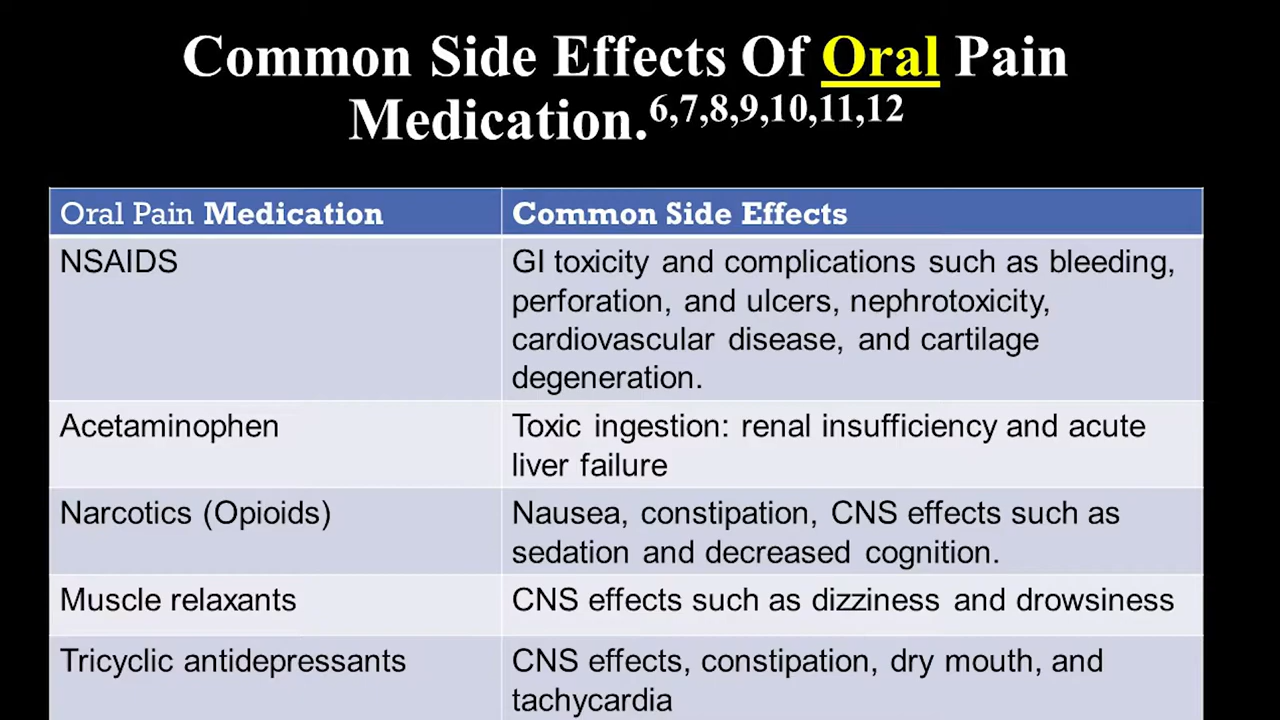 Common Side Effects Of Oral Pain
Medication.6,7,8,9,10,11,12
Oral Pain Medication
Common Side Effects
NSAIDS
GI toxicity and complications such as bleeding,
perforation, and ulcers, nephrotoxicity,
cardiovascular disease, and cartilage
degeneration.
Acetaminophen
Toxic ingestion: renal insufficiency and acute
liver failure
Narcotics (Opioids)
Nausea, constipation, CNS effects such as
sedation and decreased cognition.
Muscle relaxants
CNS effects such as dizziness and drowsiness
Tricyclic antidepressants
CNS effects, constipation, dry mouth, and
tachycardia